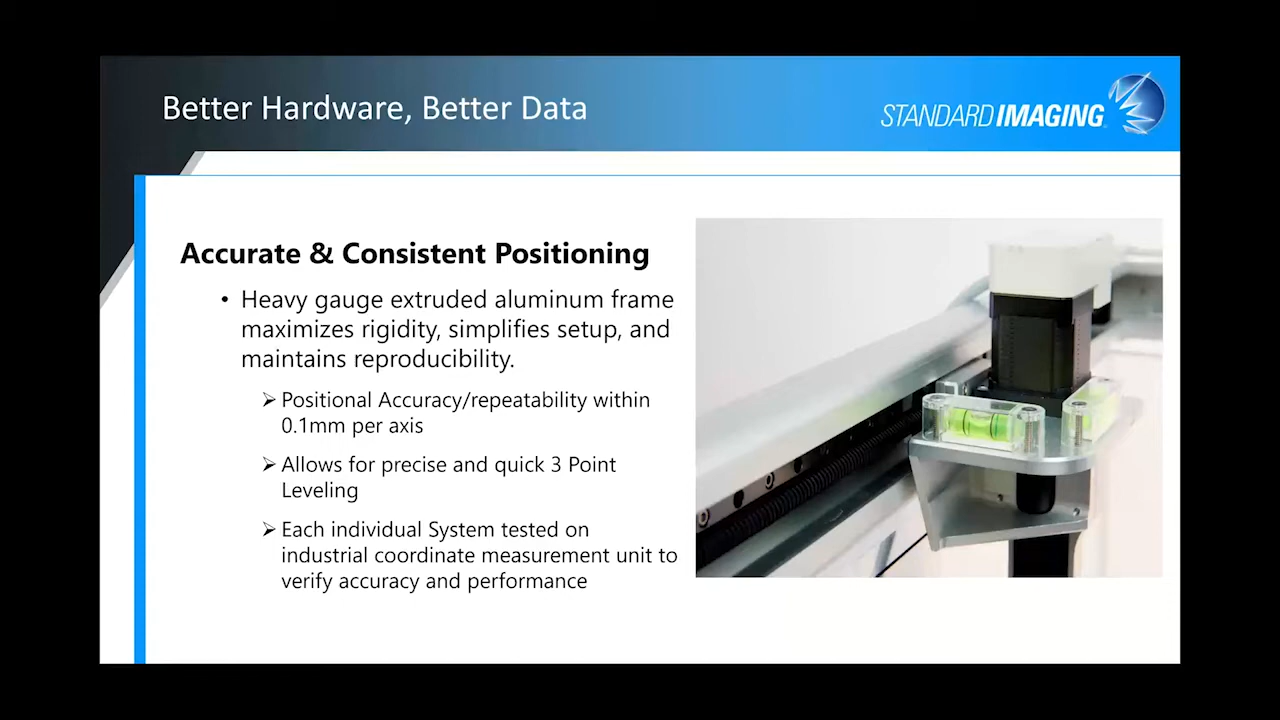 Better Hardware, Better Data
STANDARD IMAGING
Accurate & Consistent Positioning
• Heavy gauge extruded aluminum frame
maximizes rigidity, simplifies setup, and
maintains reproducibility.
➢ Positional Accuracy/repeatability within
0.1mm per axis
➢ Allows for precise and quick 3 Point
Leveling
➢ Each individual System tested on
industrial coordinate measurement unit to
verify accuracy and performance